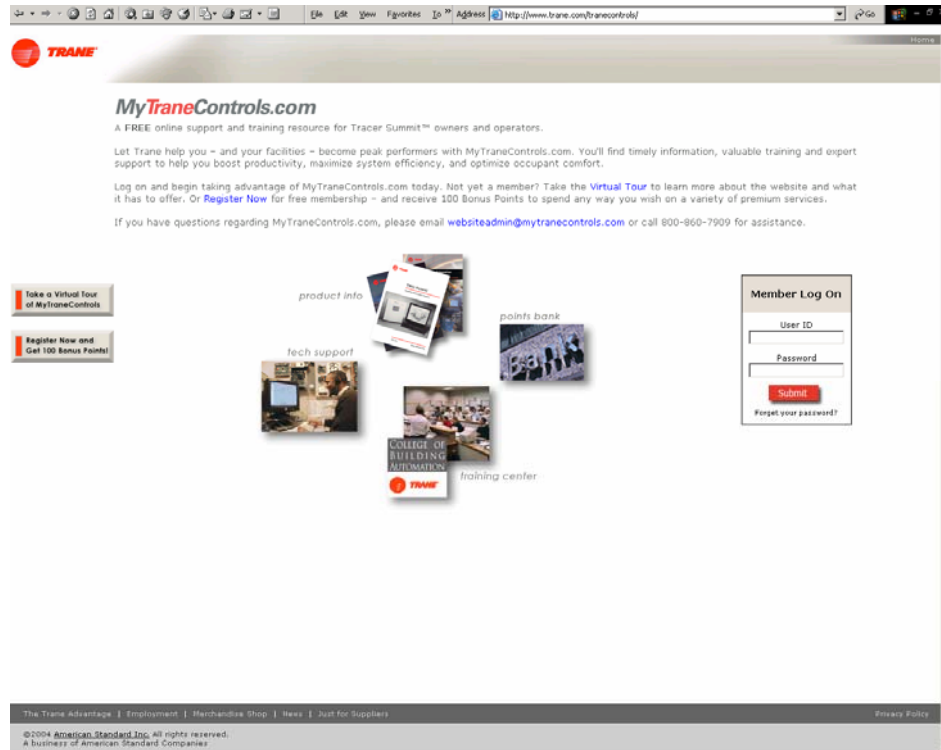 File Edit View Favorites To » Address http://www.trane.com/tranecontrols/ Go
Home
TRANE
MyTraneControls.com
A FREE online support and training resource for Tracer Summit™ owners and operators.
Let Trane help you – and your facilities – become peak performers with MyTraneControls.com. You'll find timely information, valuable training and expert
support to help you boost productivity, maximize system efficiency, and optimize occupant comfort.
Log on and begin taking advantage of MyTraneControls.com today. Not yet a member? Take the Virtual Tour to learn more about the website and what
it has to offer. Or Register Now for free membership – and receive 100 Bonus Points to spend any way you wish on a variety of premium services.
If you have questions regarding MyTraneControls.com, please email websiteadmin@mytranecontrols.com or call 800-860-7909 for assistance.
Take a Virtual Tour
of MyTraneControls
Register Now and
Get 100 Bonus Points!
product info
points bank
Bank
tech support
COLLEGE OF
BUILDING
AUTOMATION
TRANE
training center
Member Log On
User ID
Password
Submit
Forget your password?
The Trane Advantage | Employment | Merchandise Shop | News | Just for Suppliers
Privacy Policy
©2004 American Standard Inc. All rights reserved.
A business of American Standard Companies